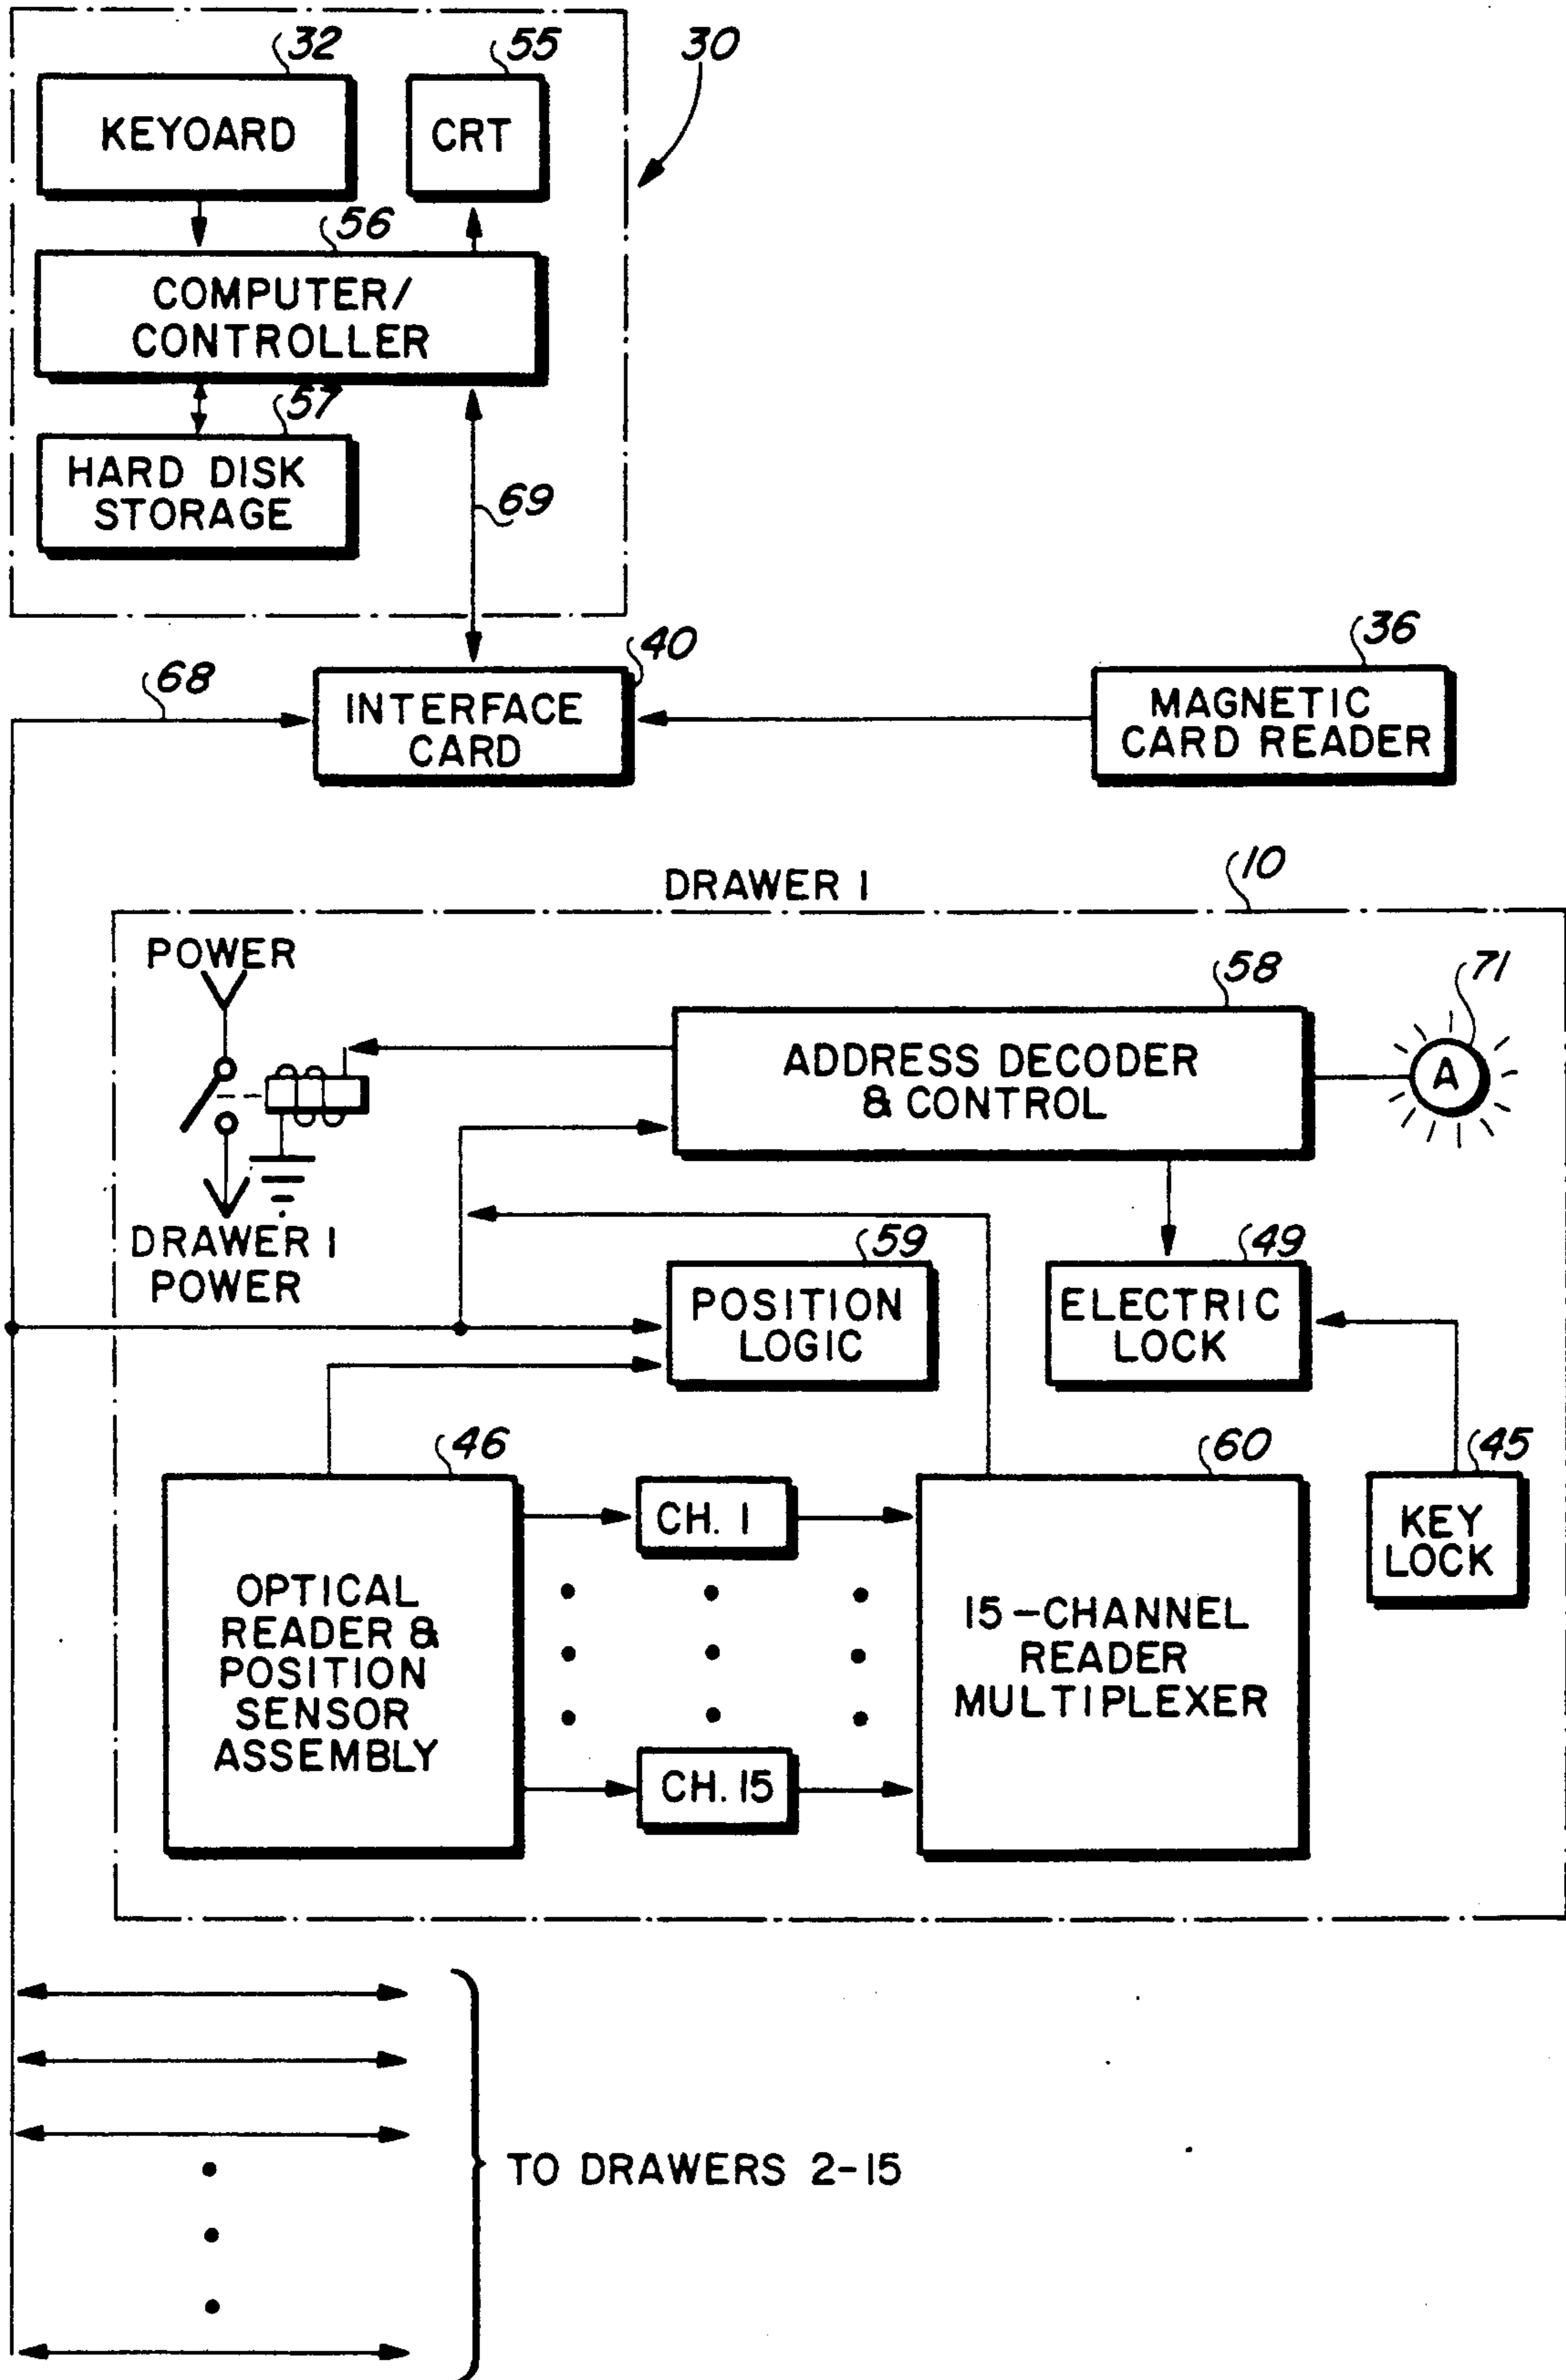 32
55
30
KEYOARD
CRT
56
COMPUTER/
CONTROLLER
57
HARD DISK
STORAGE
69
68
40
INTERFACE
CARD
36
MAGNETIC
CARD READER
DRAWER 1
10
POWER
58
71
ADDRESS DECODER
& CONTROL
A
DRAWER 1
POWER
59
POSITION
LOGIC
49
ELECTRIC
LOCK
46
OPTICAL
READER &
POSITION
SENSOR
ASSEMBLY
CH. 1
CH. 15
60
15-CHANNEL
READER
MULTIPLEXER
45
KEY
LOCK
TO DRAWERS 2-15